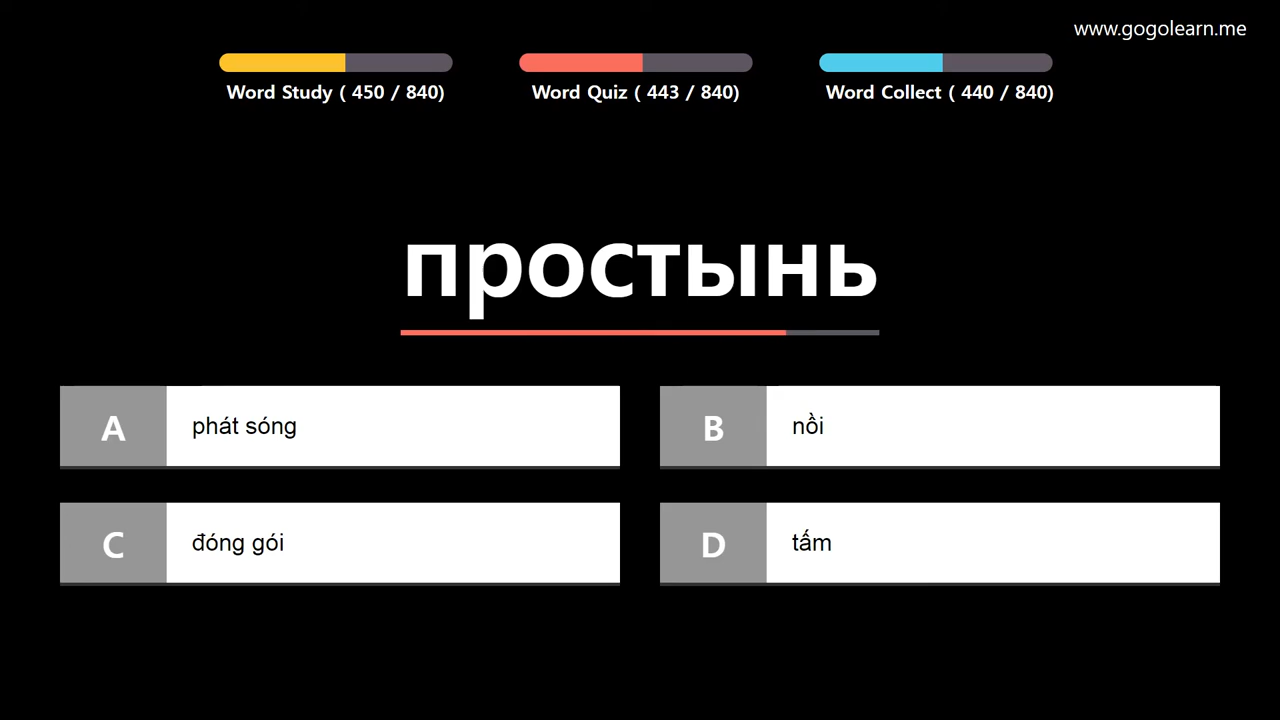 www.gogolearn.me
Word Study ( 450 / 840)
Word Quiz ( 443 / 840)
Word Collect ( 440 / 840)
простынь
A phát sóng
B nồi
C đóng gói
D tấm